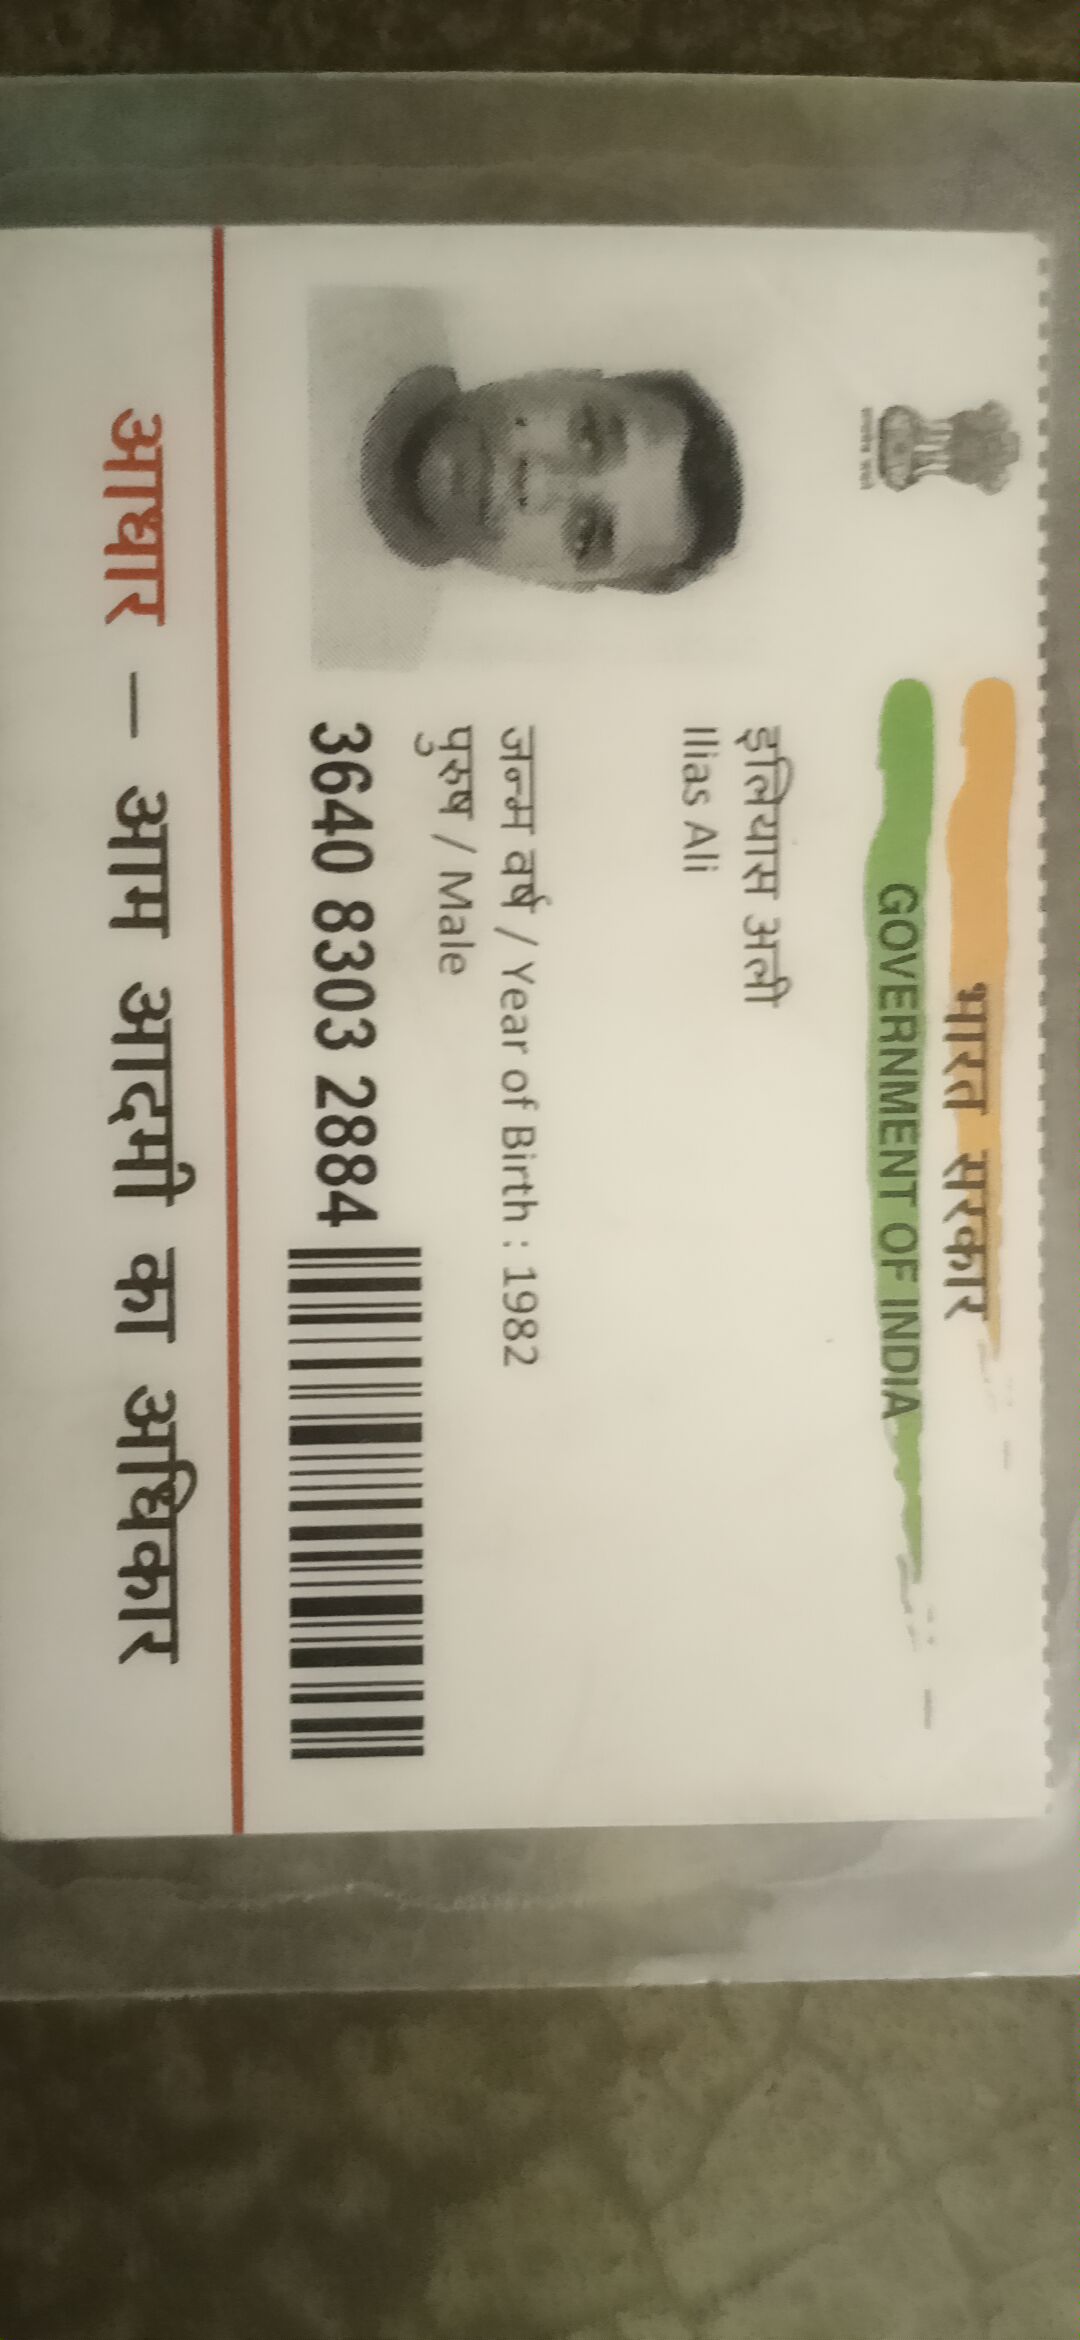 भारत सरकार
GOVERNMENT OF INDIA
इलियास अली
Ilias Ali
जन्म वर्ष / Year of Birth : 1982
पुरुष / Male
3640 8303 2884
आधार – आम आदमी का अधिकार